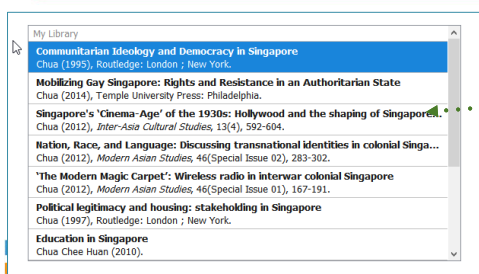 My Library
Communitarian Ideology and Democracy in Singapore
Chua (1995), Routledge: London ; New York.
Mobilizing Gay Singapore: Rights and Resistance in an Authoritarian State
Chua (2014), Temple University Press: Philadelphia.
Singapore's ‘Cinema-Age’ of the 1930s: Hollywood and the shaping of Singapore...
Chua (2012), Inter-Asia Cultural Studies, 13(4), 592-604.
Nation, Race, and Language: Discussing transnational identities in colonial Singa...
Chua (2012), Modern Asian Studies, 46(Special Issue 02), 283-302.
‘The Modern Magic Carpet’: Wireless radio in interwar colonial Singapore
Chua (2012), Modern Asian Studies, 46(Special Issue 01), 167-191.
Political legitimacy and housing: stakeholding in Singapore
Chua (1997), Routledge: London ; New York.
Education in Singapore
Chua Chee Huan (2010).